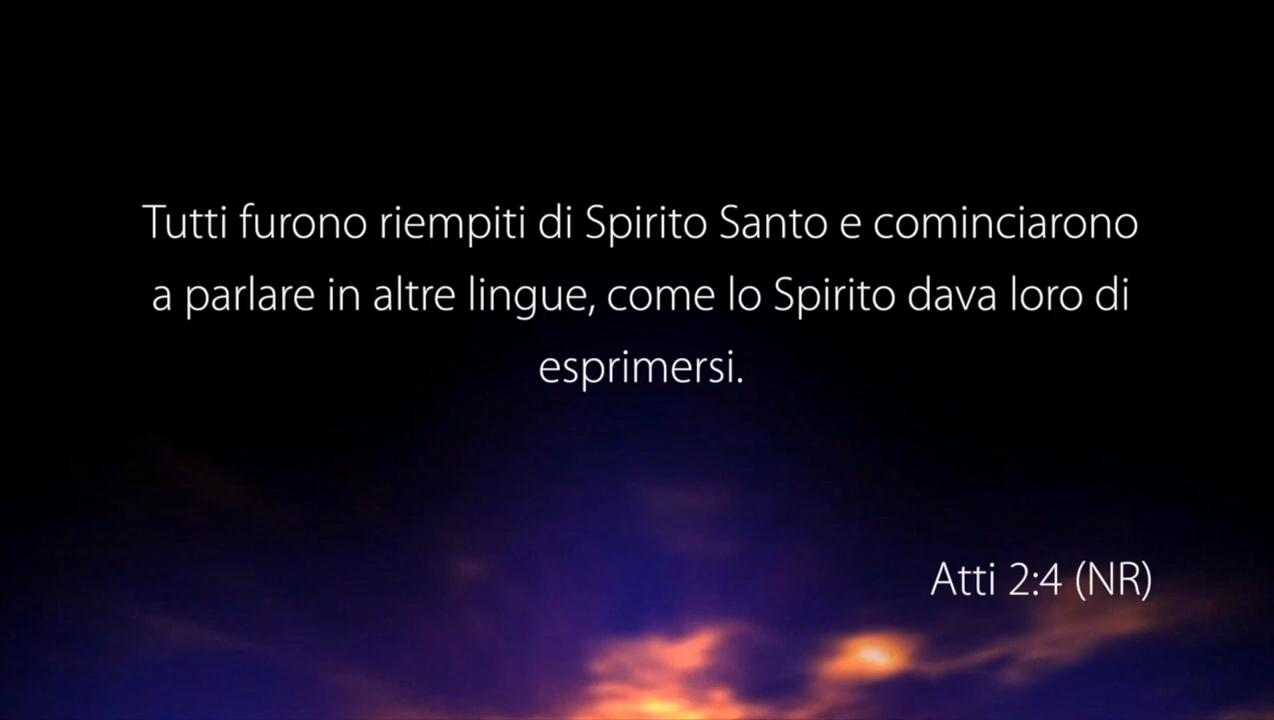 Tutti furono riempiti di Spirito Santo e cominciarono
a parlare in altre lingue, come lo Spirito dava loro di
esprimersi.
Atti 2:4 (NR)